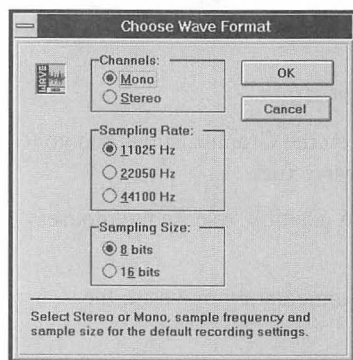 Choose Wave Format
WAVE
Channels:
Mono
Stereo
OK
Cancel
Sampling Rate:
11025 Hz
22050 Hz
44100 Hz
Sampling Size:
8 bits
16 bits
Select Stereo or Mono, sample frequency and
sample size for the default recording settings.